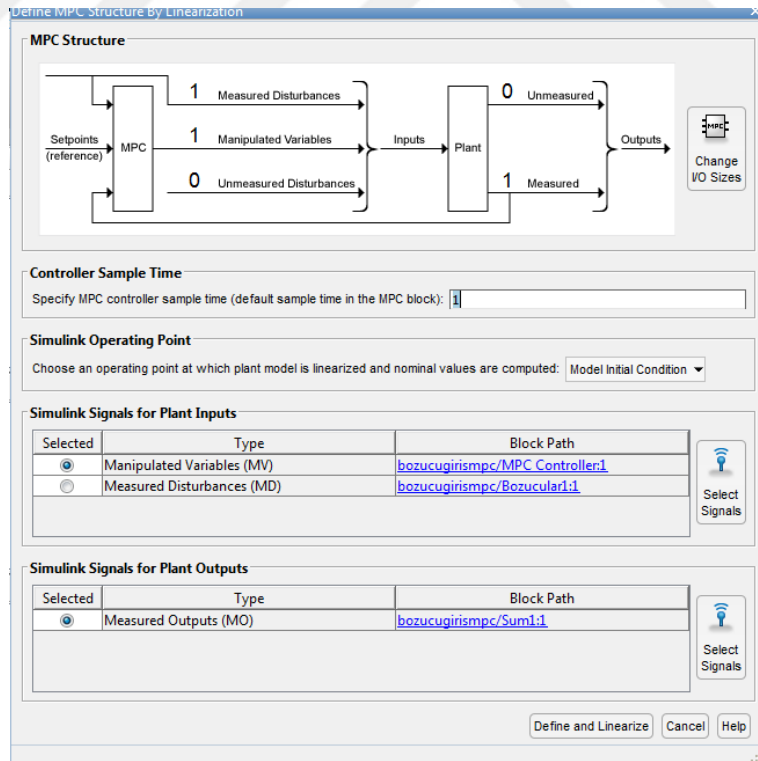 Define MPC Structure By Linearization
MPC Structure
1 Measured Disturbances
0 Unmeasured
Setpoints
(reference)
MPC
1 Manipulated Variables
Inputs
Plant
Outputs
0 Unmeasured Disturbances
1 Measured
MPC
Change
I/O Sizes
Controller Sample Time
Specify MPC controller sample time (default sample time in the MPC block): 1
Simulink Operating Point
Choose an operating point at which plant model is linearized and nominal values are computed: Model Initial Condition
Simulink Signals for Plant Inputs
Selected Type Block Path
Manipulated Variables (MV) bozucugirismpc/MPC Controller:1
Measured Disturbances (MD) bozucugirismpc/Bozucular1:1
Select
Signals
Simulink Signals for Plant Outputs
Selected Type Block Path
Measured Outputs (MO) bozucugirismpc/Sum1:1
Select
Signals
Define and Linearize Cancel Help